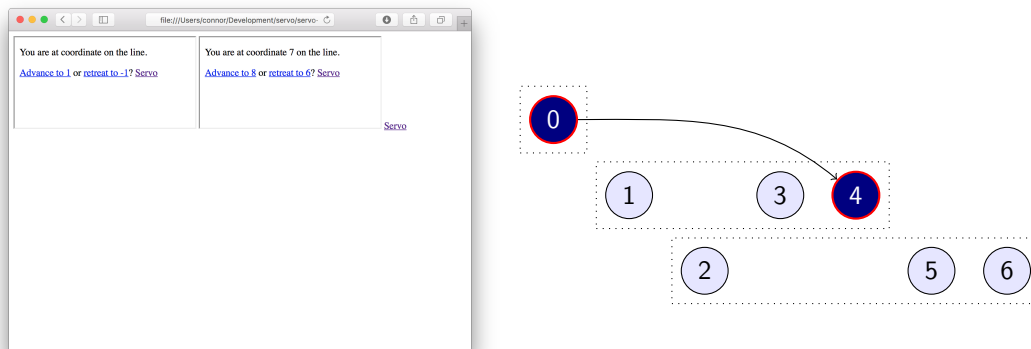 file:///Users/connor/Development/servo/servo-
You are at coordinate on the line.
Advance to 1 or retreat to -1? Servo
You are at coordinate 7 on the line.
Advance to 8 or retreat to 6? Servo
Servo
0
1 3 4
2 5 6